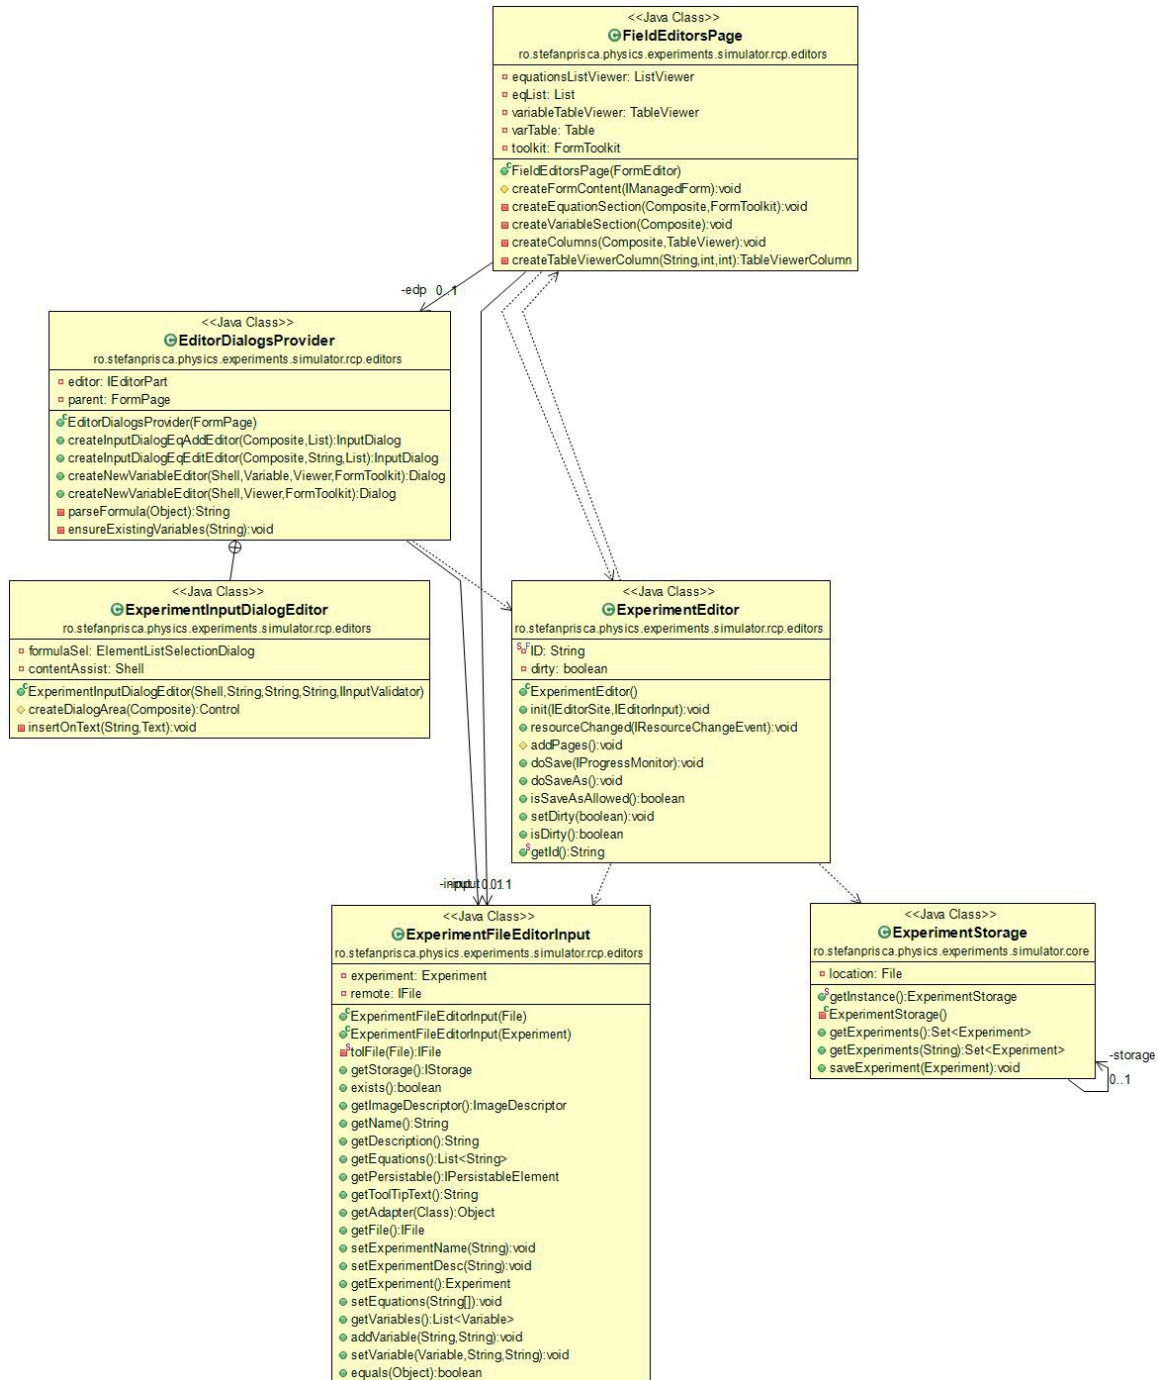 <<Java Class>>
FieldEditorsPage
ro.stefanprisca.physics.experiments.simulator.rcp.editors
equationsListViewer: ListViewer
eqList: List
variableTableViewer: TableViewer
varTable: Table
toolkit: FormToolkit
FieldEditorsPage(FormEditor)
createFormContent(IManagedForm):void
createEquationSection(Composite,FormToolkit):void
createVariableSection(Composite):void
createColumns(Composite,TableViewer):void
createTableViewerColumn(String,int,int):TableViewerColumn
-edp 0..1
<<Java Class>>
EditorDialogsProvider
ro.stefanprisca.physics.experiments.simulator.rcp.editors
editor: IEditorPart
parent: FormPage
EditorDialogsProvider(FormPage)
createInputDialogEqAddEditor(Composite,List):InputDialog
createInputDialogEqEditEditor(Composite,String,List):InputDialog
createNewVariableEditor(Shell,Variable,Viewer,FormToolkit):Dialog
createNewVariableEditor(Shell,Viewer,FormToolkit):Dialog
parseFormula(Object):String
ensureExistingVariables(String):void
<<Java Class>>
ExperimentInputDialogEditor
ro.stefanprisca.physics.experiments.simulator.rcp.editors
formulaSel: ElementListSelectionDialog
contentAssist: Shell
ExperimentInputDialogEditor(Shell,String,String,String,IInputValidator)
createDialogArea(Composite):Control
insertOnText(String,Text):void
<<Java Class>>
ExperimentEditor
ro.stefanprisca.physics.experiments.simulator.rcp.editors
ID: String
dirty: boolean
ExperimentEditor()
init(IEditorSite,IEditorInput):void
resourceChanged(IResourceChangeEvent):void
addPages():void
doSave(IProgressMonitor):void
doSaveAs():void
isSaveAsAllowed():boolean
setDirty(boolean):void
isDirty():boolean
getId():String
<<Java Class>>
ExperimentFileEditorInput
ro.stefanprisca.physics.experiments.simulator.rcp.editors
experiment: Experiment
remote: IFile
ExperimentFileEditorInput(File)
ExperimentFileEditorInput(Experiment)
toIFile(File):IFile
getStorage():IStorage
exists():boolean
getImageDescriptor():ImageDescriptor
getName():String
getDescription():String
getEquations():List<String>
getPersistable():IPersistableElement
getToolTipText():String
getAdapter(Class):Object
getFile():IFile
setExperimentName(String):void
setExperimentDesc(String):void
getExperiment():Experiment
setEquations(String[]):void
getVariables():List<Variable>
addVariable(String,String):void
setVariable(Variable,String,String):void
equals(Object):boolean
<<Java Class>>
ExperimentStorage
ro.stefanprisca.physics.experiments.simulator.core
location: File
getInstance():ExperimentStorage
ExperimentStorage()
getExperiments():Set<Experiment>
getExperiments(String):Set<Experiment>
saveExperiment(Experiment):void
-storage
0..1